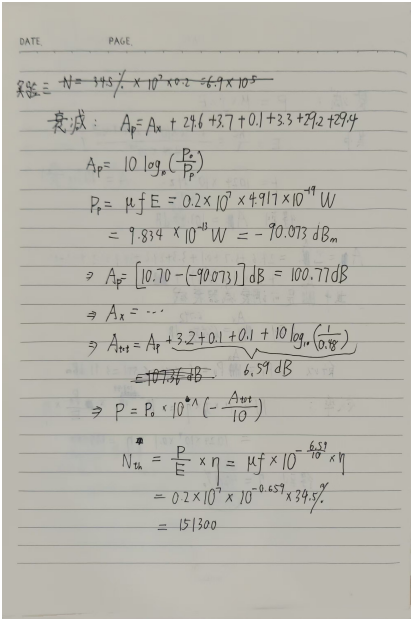 DATE PAGE
实验三 N = 34.5% × 10⁷ × 0.2 = 6.9 × 10⁵
衰减: Ap = Ax + 24.6 + 3.7 + 0.1 + 3.3 + 29.2 + 29.4
Ap = 10 log₁₀ (P₀/Pp)
Pp = μfE = 0.2 × 10⁷ × 4.917 × 10⁻¹⁹ W
= 9.834 × 10⁻¹³ W = -90.073 dBm
⇒ Ap = [10.70 - (-90.073)] dB = 100.77 dB
⇒ Ax = ...
⇒ Atot = Ap + 3.2 + 0.1 + 0.1 + 10 log₁₀ (1/0.48)
= 107.36 dB 6.59 dB
⇒ P = P₀ × 10^(-Atot/10)
Nth = P/E × η = μf × 10^(-6.59/10) × η
= 0.2 × 10⁷ × 10^(-0.659) × 34.5%
= 151300